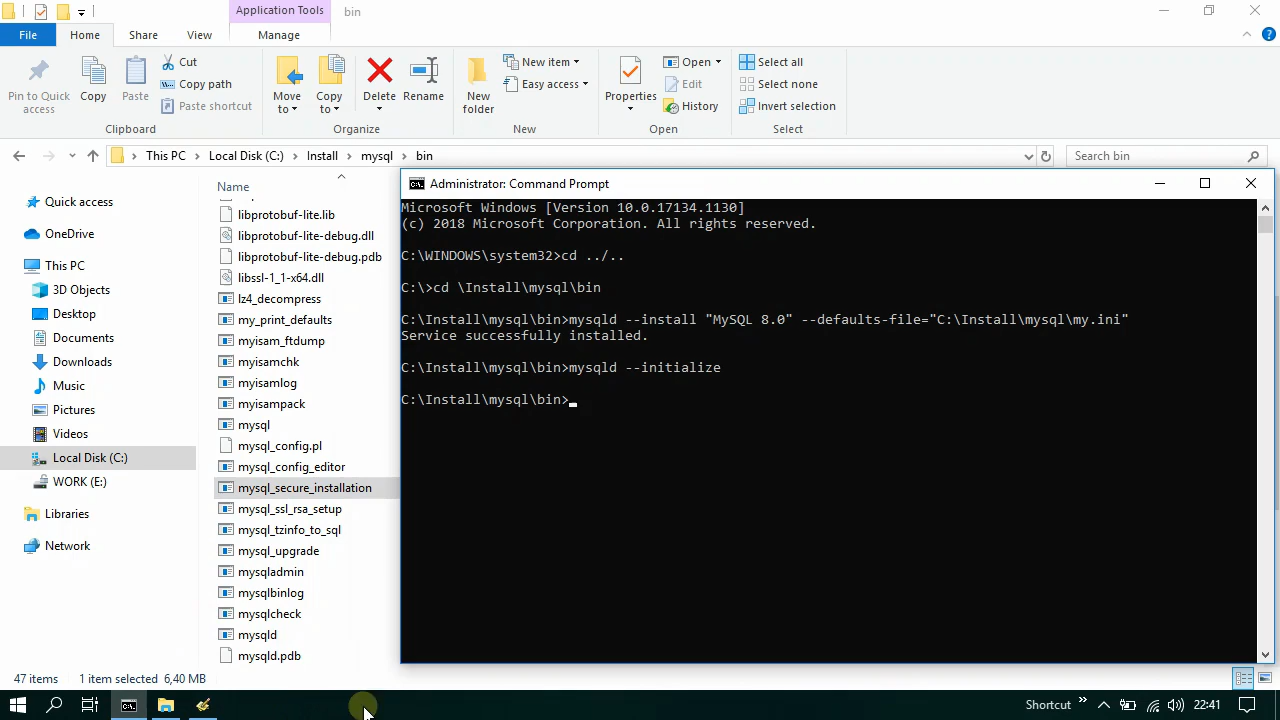 Application Tools
bin
File
Home
Share
View
Manage
Pin to Quick
access
Copy
Paste
Cut
Copy path
Paste shortcut
Clipboard
Move
to
Copy
to
Delete
Rename
Organize
New
folder
New item
Easy access
New
Properties
Open
Edit
History
Open
Select all
Select none
Invert selection
Select
This PC
Local Disk (C:)
Install
mysql
bin
Search bin
Quick access
OneDrive
This PC
3D Objects
Desktop
Documents
Downloads
Music
Pictures
Videos
Local Disk (C:)
WORK (E:)
Libraries
Network
Name
libprotobuf-lite.lib
libprotobuf-lite-debug.dll
libprotobuf-lite-debug.pdb
libssl-1_1-x64.dll
lz4_decompress
my_print_defaults
myisam_ftdump
myisamchk
myisamlog
myisampack
mysql
mysql_config.pl
mysql_config_editor
mysql_secure_installation
mysql_ssl_rsa_setup
mysql_tzinfo_to_sql
mysql_upgrade
mysqladmin
mysqlbinlog
mysqlcheck
mysqld
mysqld.pdb
Administrator: Command Prompt
Microsoft Windows [Version 10.0.17134.1130]
(c) 2018 Microsoft Corporation. All rights reserved.
C:\WINDOWS\system32>cd ../..
C:\>cd \Install\mysql\bin
C:\Install\mysql\bin>mysqld --install "MySQL 8.0" --defaults-file="C:\Install\mysql\my.ini"
Service successfully installed.
C:\Install\mysql\bin>mysqld --initialize
C:\Install\mysql\bin>
47 items
1 item selected
6,40 MB
Shortcut
22:41